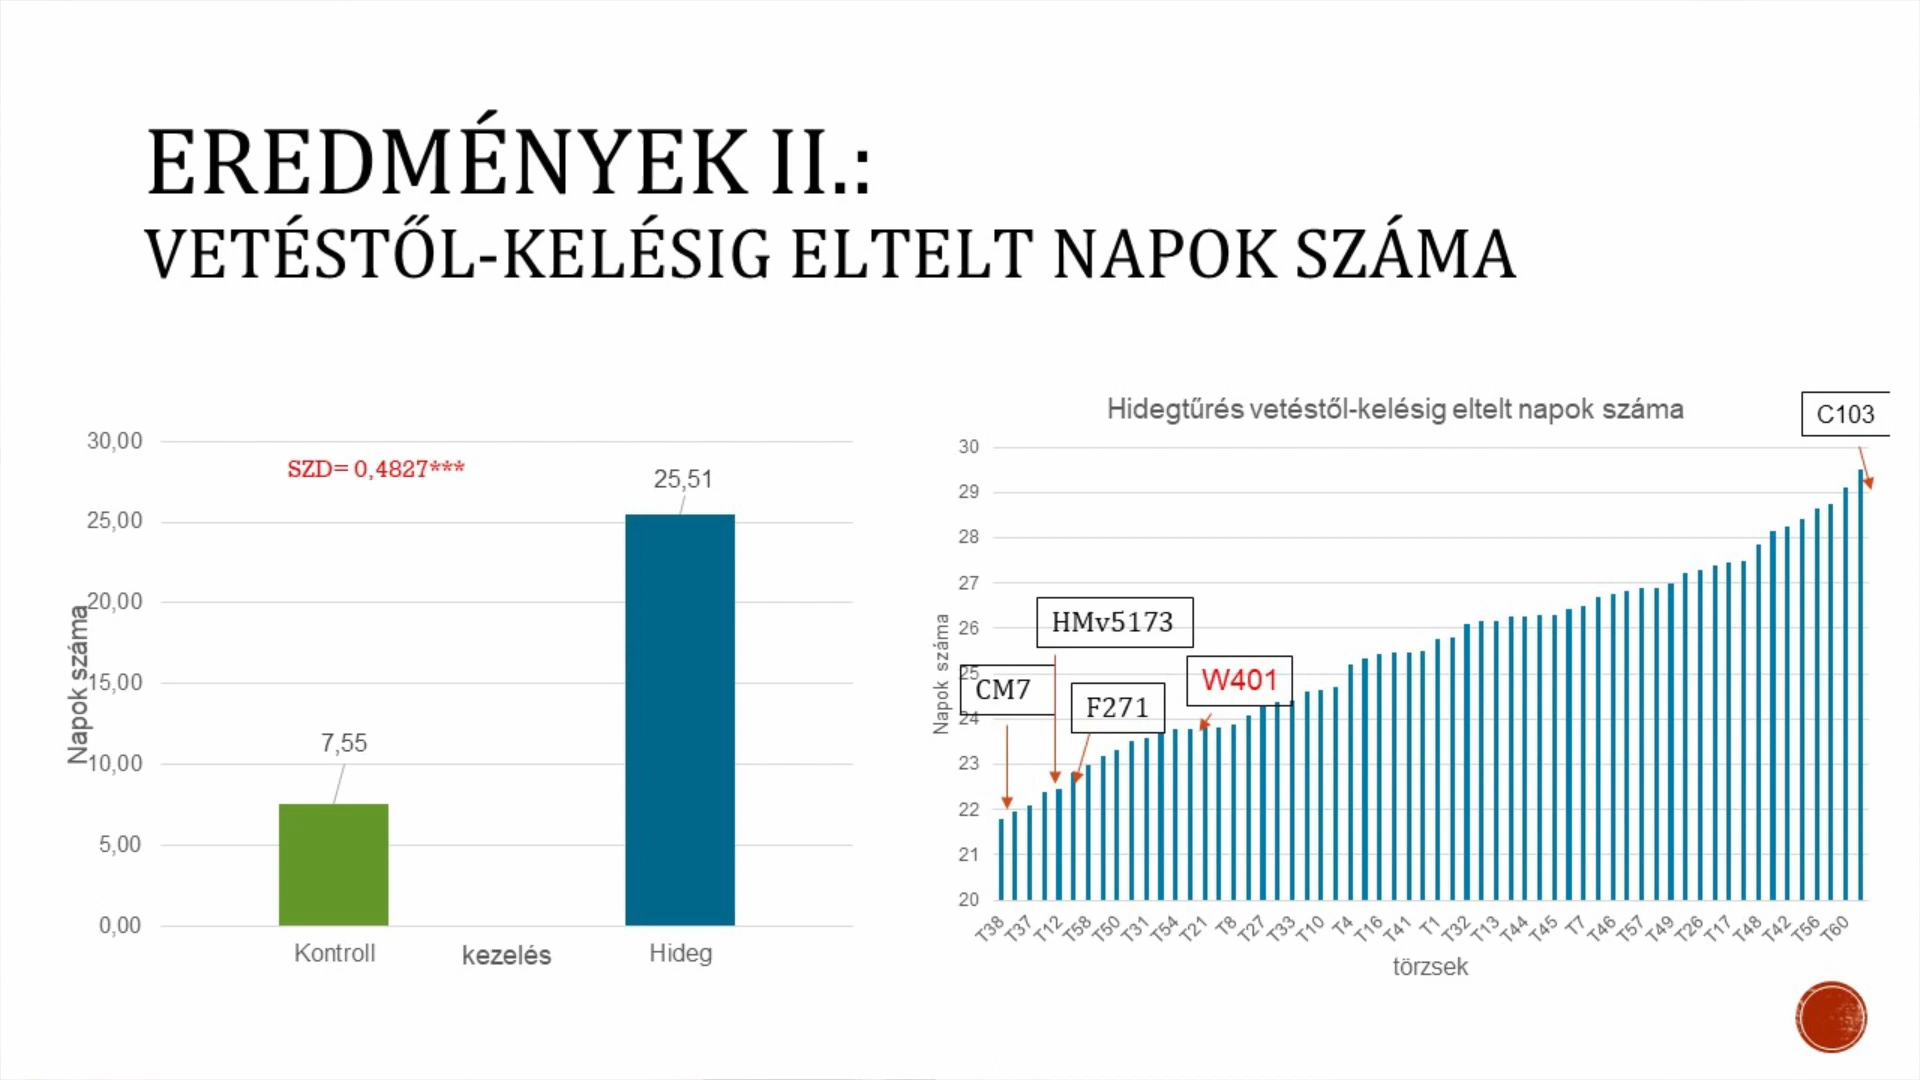 EREDMÉNYEK II.:
VETÉSTŐL-KELÉSIG ELTELT NAPOK SZÁMA
30,00
25,00
20,00
15,00
10,00
5,00
0,00
Napok száma
SZD= 0,4827***
7,55
25,51
Kontroll
kezelés
Hideg
Hidegtűrés vetéstől-kelésig eltelt napok száma
C103
30
29
28
27
26
25
24
23
22
21
20
Napok száma
HMv5173
CM7
F271
W401
T38 T37 T12 T58 T50 T31 T54 T21 T8 T27 T33 T10 T4 T16 T41 T1 T32 T13 T44 T45 T7 T46 T57 T49 T26 T17 T48 T42 T56 T60
törzsek